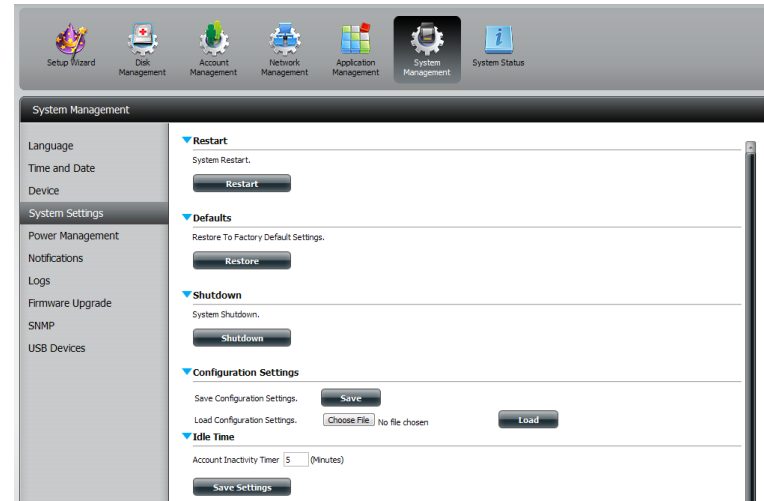 Setup Wizard
Disk
Management
Account
Management
Network
Management
Application
Management
System
Management
System Status
System Management
Language
Time and Date
Device
System Settings
Power Management
Notifications
Logs
Firmware Upgrade
SNMP
USB Devices
Restart
System Restart.
Restart
Defaults
Restore To Factory Default Settings.
Restore
Shutdown
System Shutdown.
Shutdown
Configuration Settings
Save Configuration Settings. Save
Load Configuration Settings. Choose File No file chosen Load
Idle Time
Account Inactivity Timer 5 (Minutes)
Save Settings